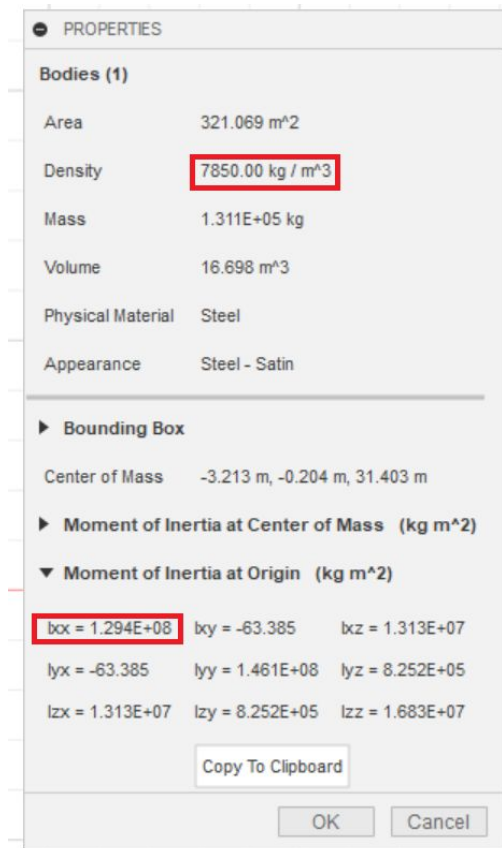 PROPERTIES
Bodies (1)
Area 321.069 m^2
Density 7850.00 kg / m^3
Mass 1.311E+05 kg
Volume 16.698 m^3
Physical Material Steel
Appearance Steel - Satin
Bounding Box
Center of Mass -3.213 m, -0.204 m, 31.403 m
Moment of Inertia at Center of Mass (kg m^2)
Moment of Inertia at Origin (kg m^2)
Ixx = 1.294E+08 Ixy = -63.385 Ixz = 1.313E+07
Iyx = -63.385 Iyy = 1.461E+08 Iyz = 8.252E+05
Izx = 1.313E+07 Izy = 8.252E+05 Izz = 1.683E+07
Copy To Clipboard
OK Cancel